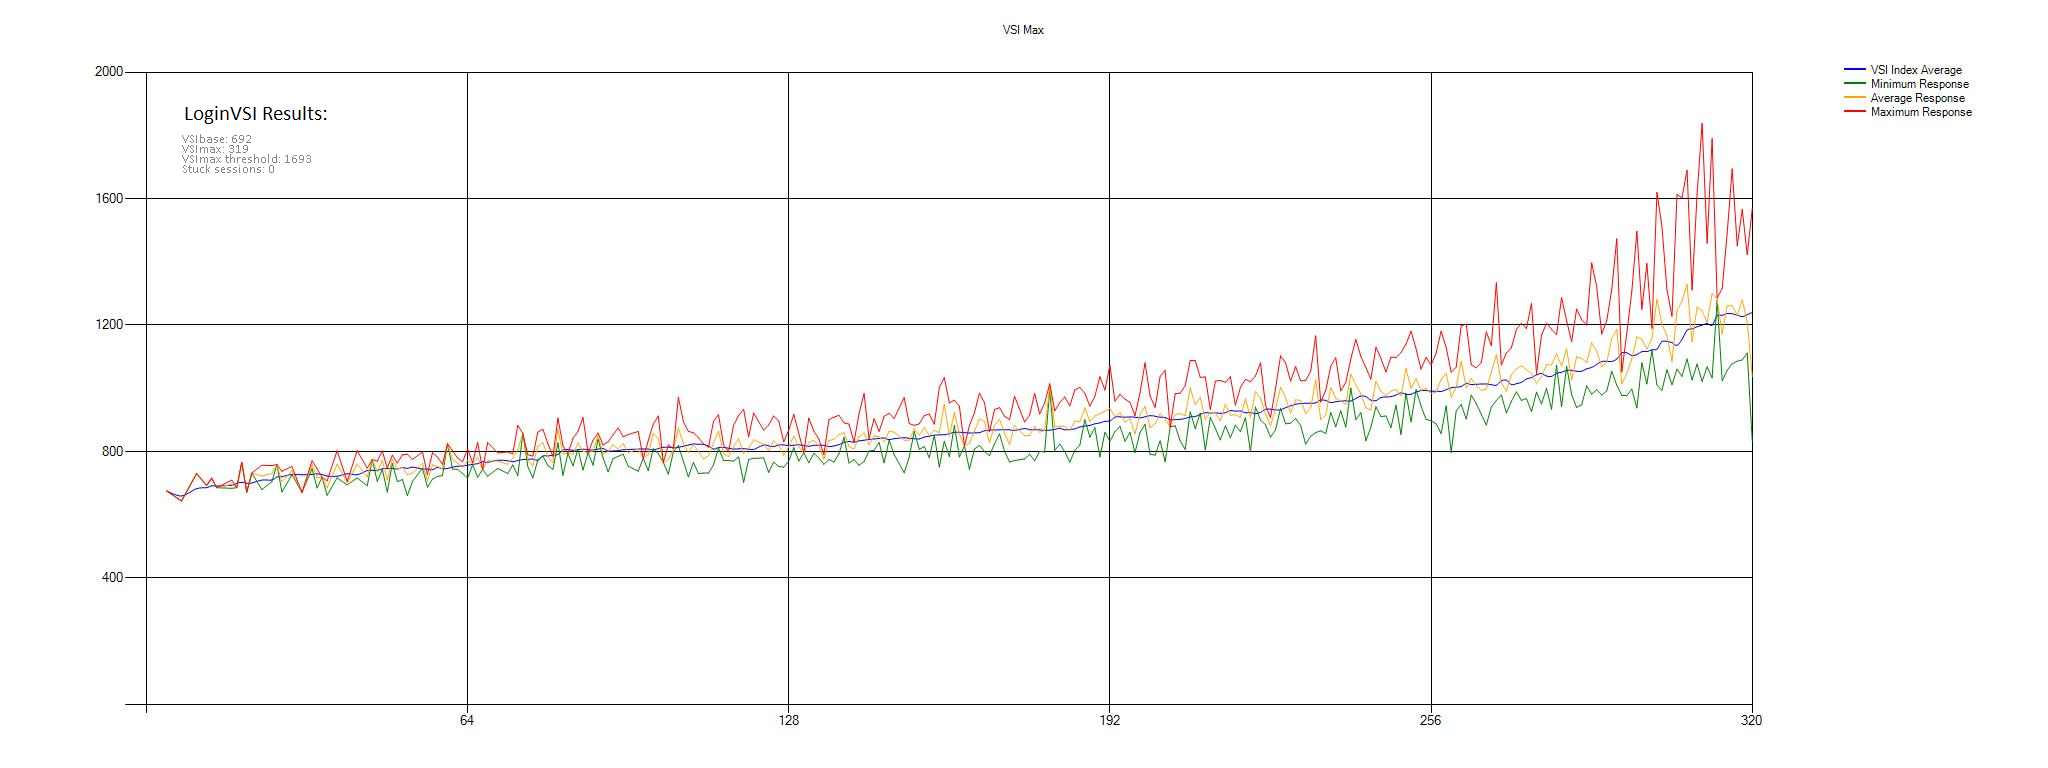 VSI Max
2000
1600
1200
800
400
LoginVSI Results:
VSIbase: 692
VSImax: 319
VSImax threshold: 1693
Stuck sessions: 0
VSI Index Average
Minimum Response
Average Response
Maximum Response
64 128 192 256 320